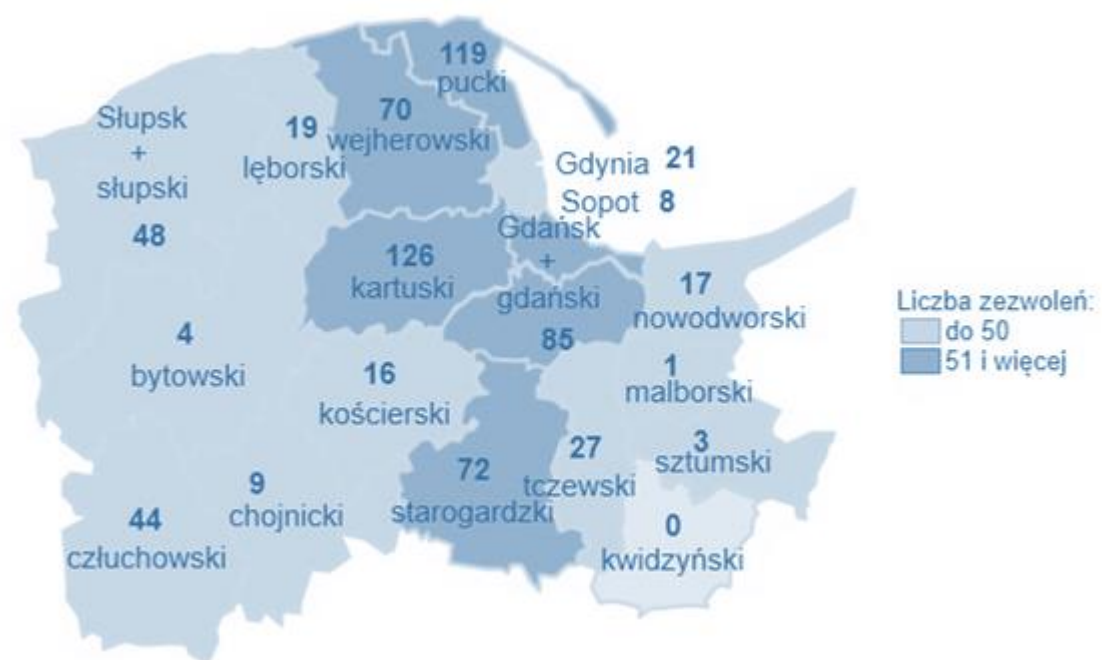 119
pucki
70
wejherowski
Słupsk
+
słupski
48
19
lęborski
Gdynia 21
Sopot 8
Gdańsk
+
gdański
85
126
kartuski
17
nowodworski
4
bytowski
16
kościerski
1
malborski
3
sztumski
27
tczewski
72
starogardzki
9
chojnicki
44
człuchowski
0
kwidzyński
Liczba zezwoleń:
do 50
51 i więcej